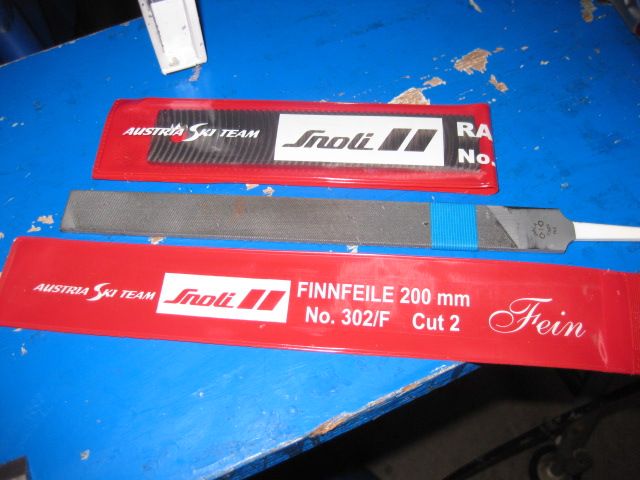 AUSTRIA SKI TEAM
Snoli
RA
No.
AUSTRIA SKI TEAM
Snoli
FINNFEILE 200 mm
No. 302/F Cut 2
Fein